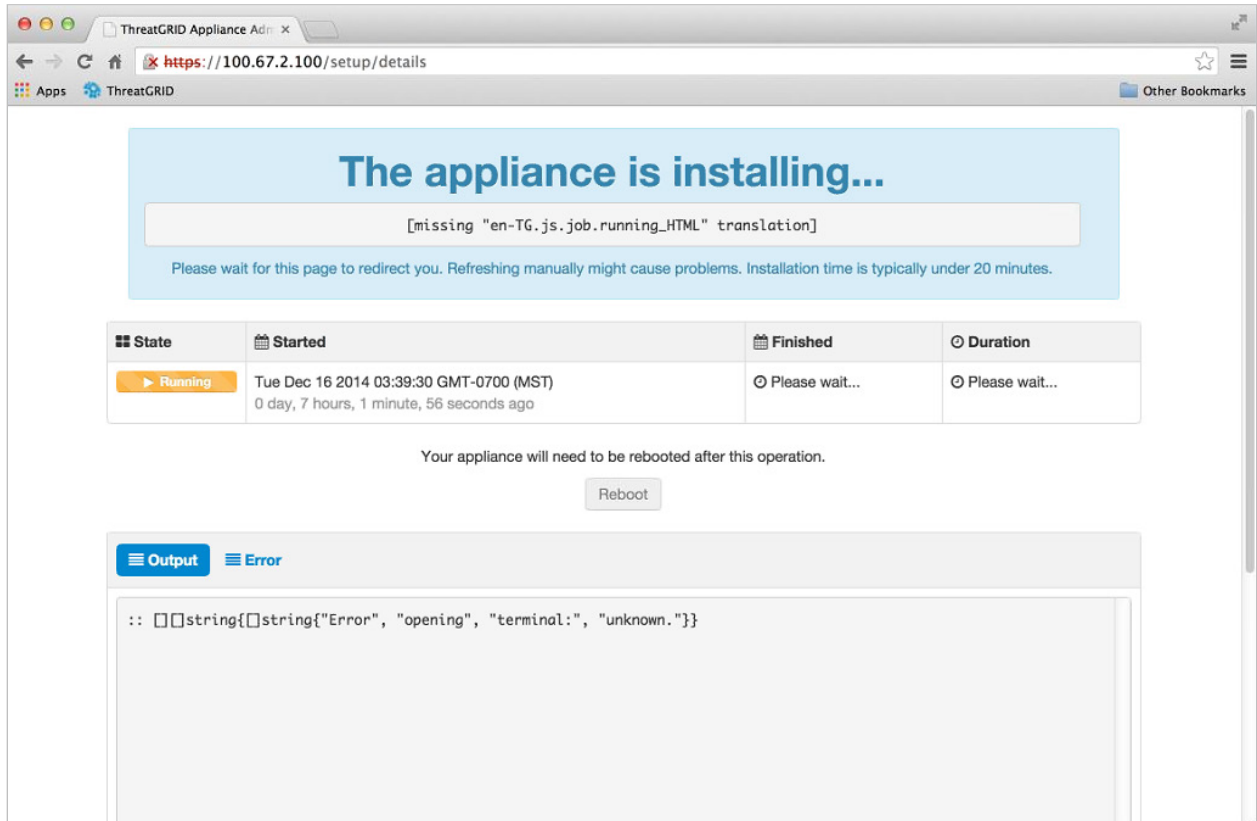 ThreatGRID Appliance Adm
https://100.67.2.100/setup/details
Apps ThreatGRID Other Bookmarks
The appliance is installing...
[missing "en-TG.js.job.running_HTML" translation]
Please wait for this page to redirect you. Refreshing manually might cause problems. Installation time is typically under 20 minutes.
State Started Finished Duration
Running Tue Dec 16 2014 03:39:30 GMT-0700 (MST) Please wait... Please wait...
0 day, 7 hours, 1 minute, 56 seconds ago
Your appliance will need to be rebooted after this operation.
Reboot
Output Error
:: [][]string{[]string{"Error", "opening", "terminal:", "unknown."}}